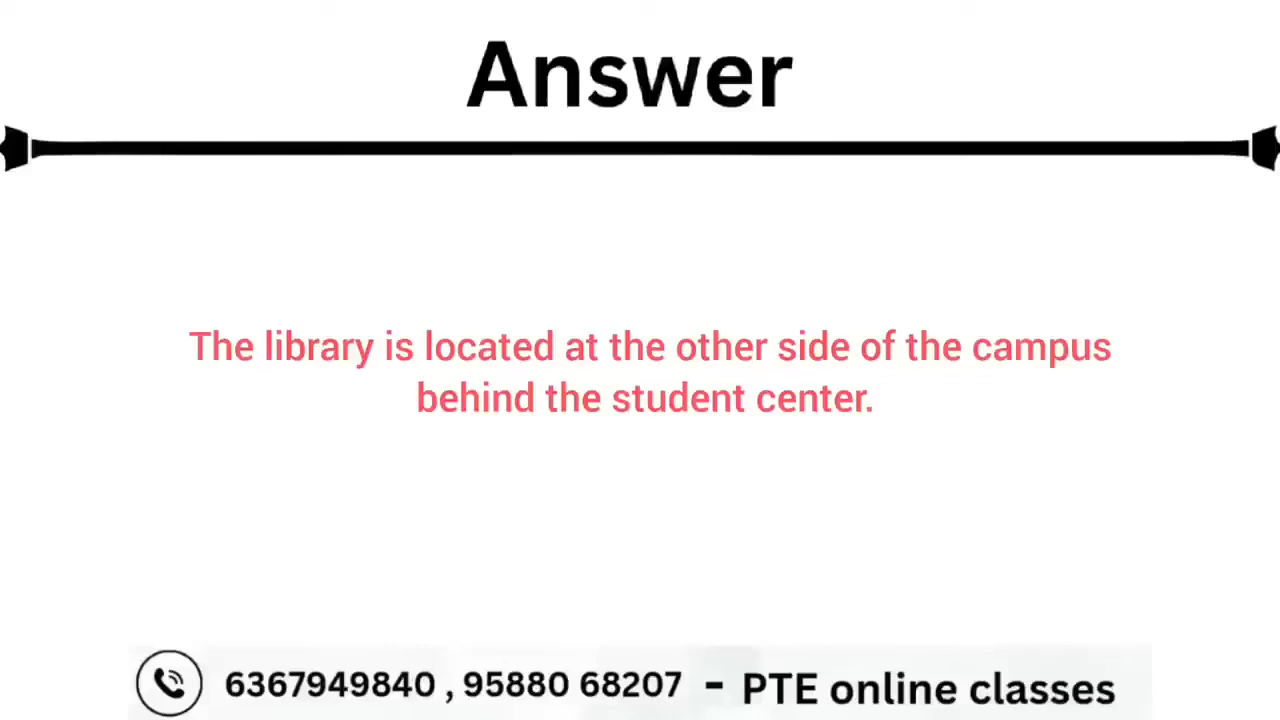 Answer
The library is located at the other side of the campus
behind the student center.
6367949840 , 95880 68207 - PTE online classes